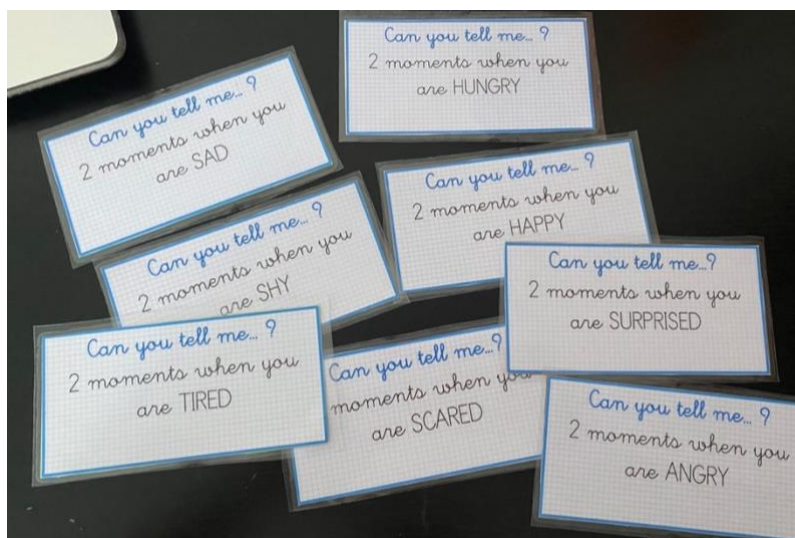 Can you tell me... ?
2 moments when you
are HUNGRY
Can you tell me... ?
2 moments when you
are SAD
Can you tell me... ?
2 moments when you
are HAPPY
Can you tell me... ?
2 moments when you
are SHY
Can you tell me...?
2 moments when you
are SURPRISED
Can you tell me... ?
2 moments when you
are TIRED
Can you tell me...?
moments when you
are SCARED
Can you tell me... ?
2 moments when you
are ANGRY